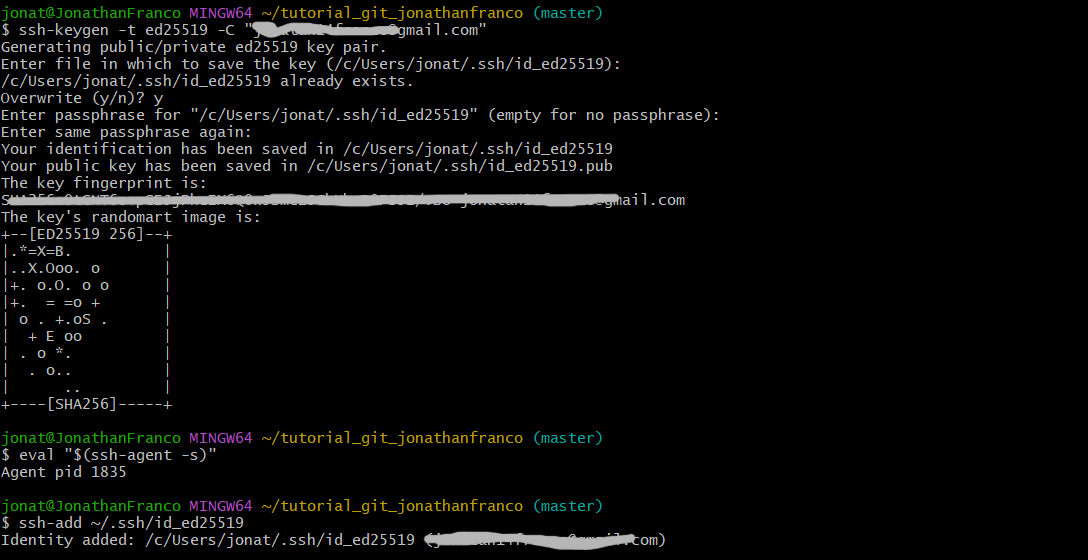 jonat@JonathanFranco MINGW64 ~/tutorial_git_jonathanfranco (master)
$ ssh-keygen -t ed25519 -C "@gmail.com"
Generating public/private ed25519 key pair.
Enter file in which to save the key (/c/Users/jonat/.ssh/id_ed25519):
/c/Users/jonat/.ssh/id_ed25519 already exists.
Overwrite (y/n)? y
Enter passphrase for "/c/Users/jonat/.ssh/id_ed25519" (empty for no passphrase):
Enter same passphrase again:
Your identification has been saved in /c/Users/jonat/.ssh/id_ed25519
Your public key has been saved in /c/Users/jonat/.ssh/id_ed25519.pub
The key fingerprint is:
gmail.com
The key's randomart image is:
+--[ED25519 256]--+
|.*=X=B.          |
|..X.Ooo. o       |
|+. o.O. o o      |
|+.  = =o +       |
| o . +.oS .      |
|  + E oo         |
| . o *.          |
|  . o..          |
|      ..         |
+----[SHA256]-----+
jonat@JonathanFranco MINGW64 ~/tutorial_git_jonathanfranco (master)
$ eval "$(ssh-agent -s)"
Agent pid 1835
jonat@JonathanFranco MINGW64 ~/tutorial_git_jonathanfranco (master)
$ ssh-add ~/.ssh/id_ed25519
Identity added: /c/Users/jonat/.ssh/id_ed25519 (.com)